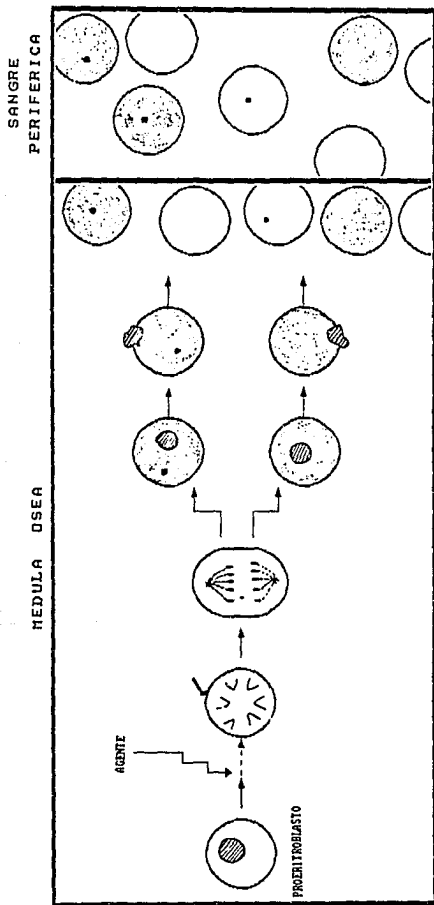 SANGRE
PERIFERICA
MEDULA OSEA
AGENTE
PROERITROBLASTO